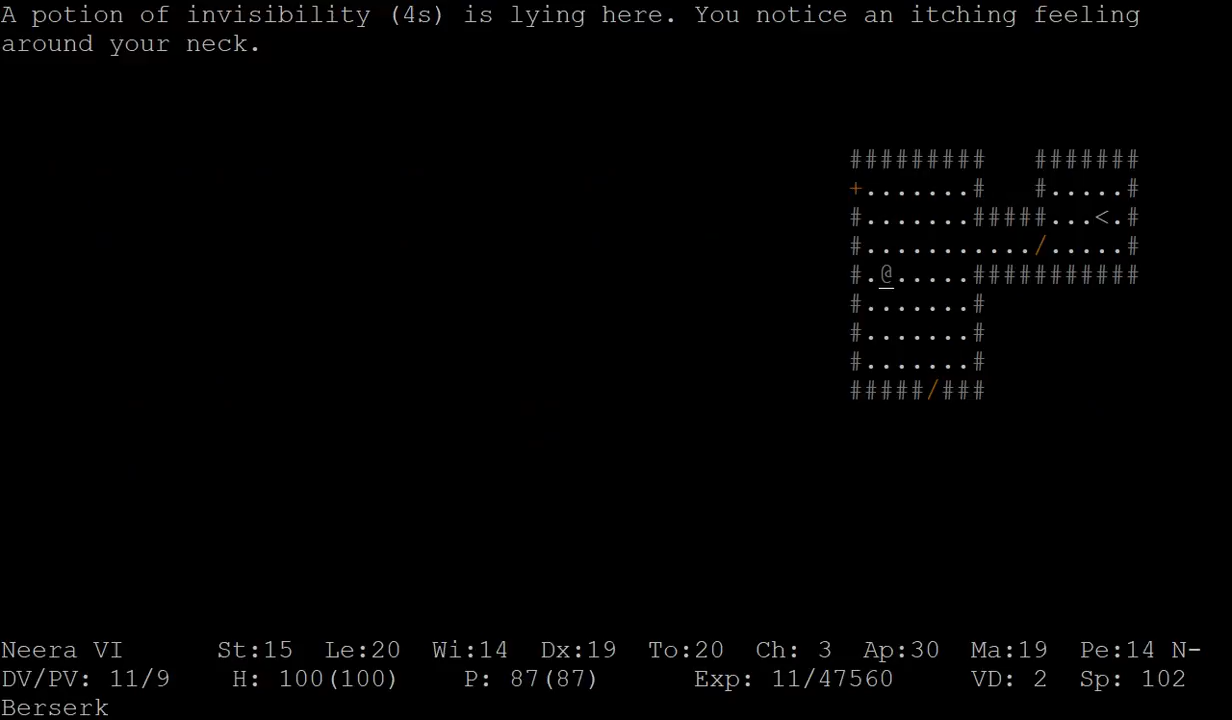 A potion of invisibility (4s) is lying here. You notice an itching feeling
around your neck.
######### #######
+.......# #.....#
#.......#####...<.#
#.........../.....#
#.@.....###########
#.......#
#.......#
#.......#
#####/###
Neera VI St:15 Le:20 Wi:14 Dx:19 To:20 Ch: 3 Ap:30 Ma:19 Pe:14 N-
DV/PV: 11/9 H: 100(100) P: 87(87) Exp: 11/47560 VD: 2 Sp: 102
Berserk